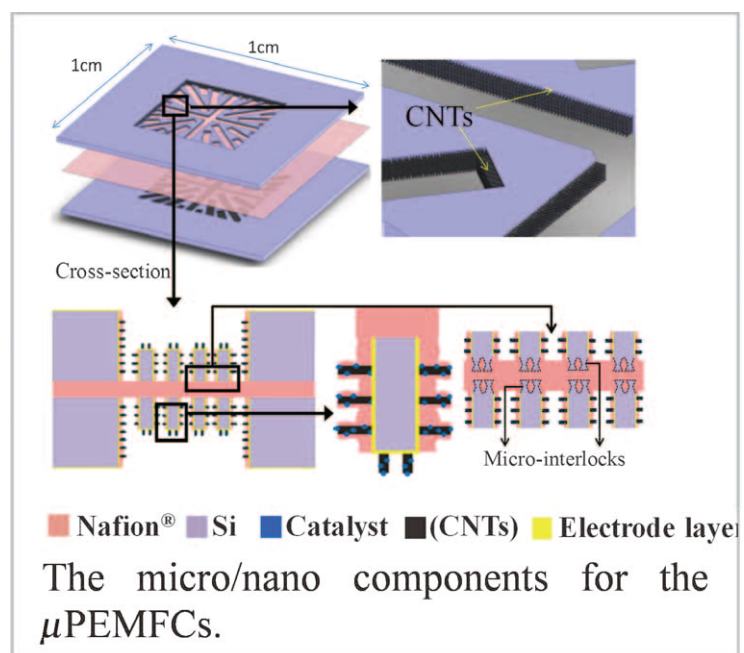 1cm
1cm
CNTs
Cross-section
Micro-interlocks
Nafion® Si Catalyst (CNTs) Electrode layer
The micro/nano components for the
μPEMFCs.